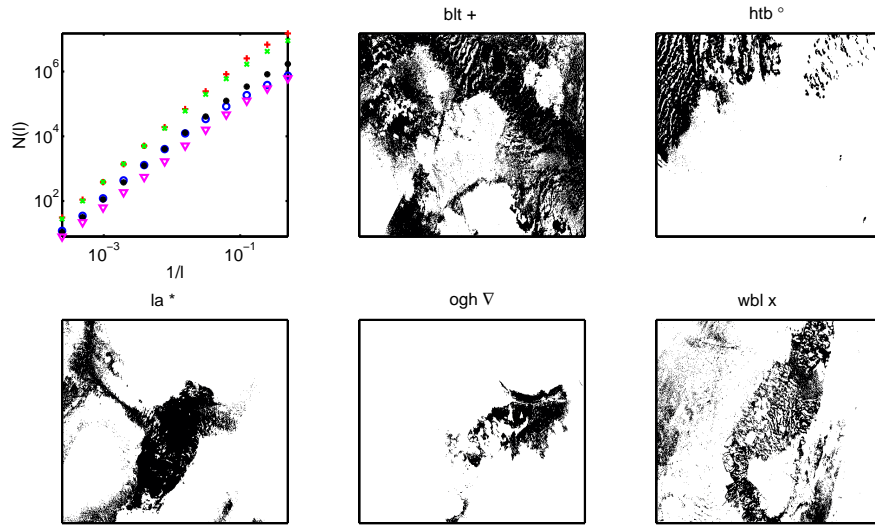 blt +
htb °
10^6
10^4
10^2
N(l)
10^-3
10^-1
1/l
la *
ogh ∇
wbl x